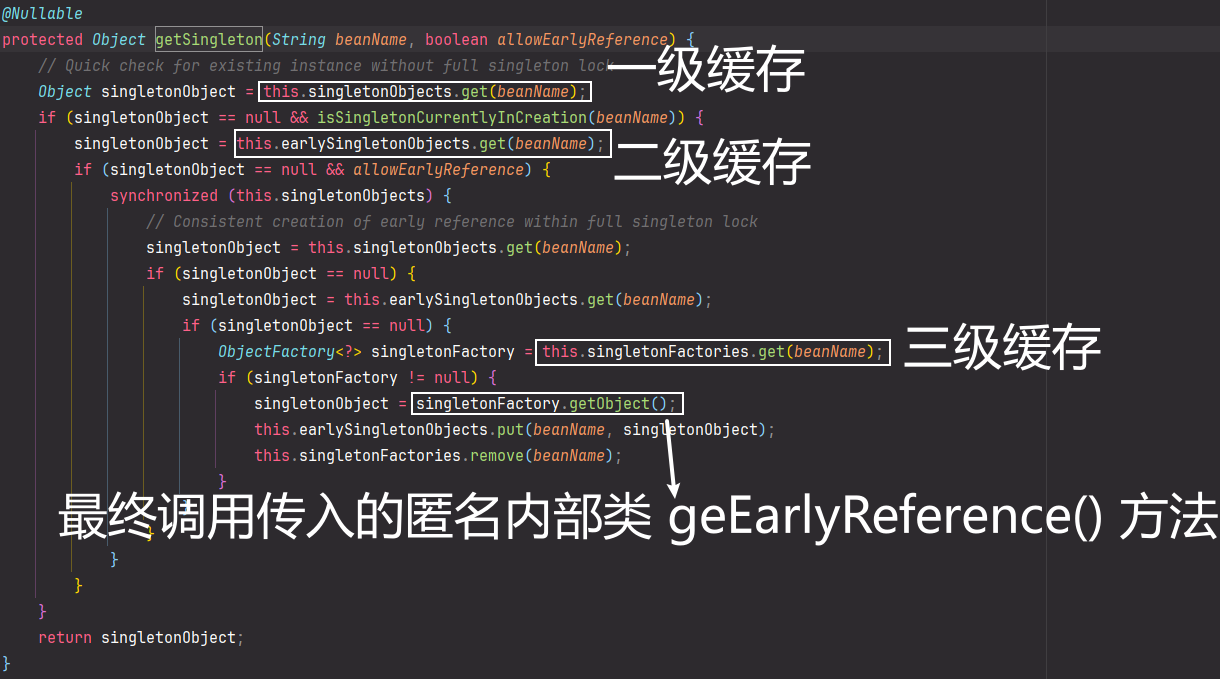 @Nullable
protected Object getSingleton(String beanName, boolean allowEarlyReference) {
// Quick check for existing instance without full singleton lock
一级缓存
Object singletonObject = this.singletonObjects.get(beanName);
if (singletonObject == null && isSingletonCurrentlyInCreation(beanName)) {
singletonObject = this.earlySingletonObjects.get(beanName);
二级缓存
if (singletonObject == null && allowEarlyReference) {
synchronized (this.singletonObjects) {
// Consistent creation of early reference within full singleton lock
singletonObject = this.singletonObjects.get(beanName);
if (singletonObject == null) {
singletonObject = this.earlySingletonObjects.get(beanName);
if (singletonObject == null) {
ObjectFactory<?> singletonFactory = this.singletonFactories.get(beanName);
三级缓存
if (singletonFactory != null) {
singletonObject = singletonFactory.getObject();
this.earlySingletonObjects.put(beanName, singletonObject);
this.singletonFactories.remove(beanName);
}
最终调用传入的匿名内部类 geEarlyReference() 方法
}
}
}
}
}
return singletonObject;
}